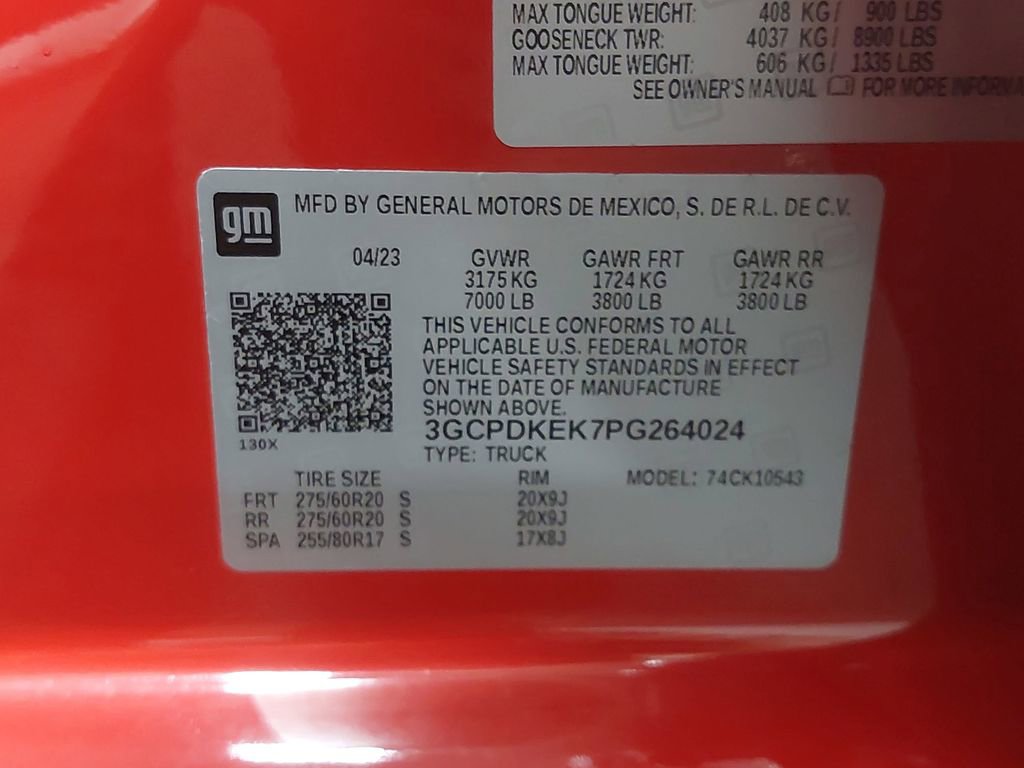 MAX TONGUE WEIGHT: 408 KG/ 900 LBS
GOOSENECK TWR: 4037 KG/ 8900 LBS
MAX TONGUE WEIGHT: 606 KG/ 1335 LBS
SEE OWNER'S MANUAL FOR MORE INFORMA
gm
MFD BY GENERAL MOTORS DE MEXICO, S. DE R.L. DE C.V.
04/23 GVWR GAWR FRT GAWR RR
3175 KG 1724 KG 1724 KG
7000 LB 3800 LB 3800 LB
THIS VEHICLE CONFORMS TO ALL
APPLICABLE U.S. FEDERAL MOTOR
VEHICLE SAFETY STANDARDS IN EFFECT
ON THE DATE OF MANUFACTURE
SHOWN ABOVE.
3GCPDKEK7PG264024
130X
TYPE: TRUCK
TIRE SIZE RIM MODEL: 74CK10543
FRT 275/60R20 S 20X9J
RR 275/60R20 S 20X9J
SPA 255/80R17 S 17X8J